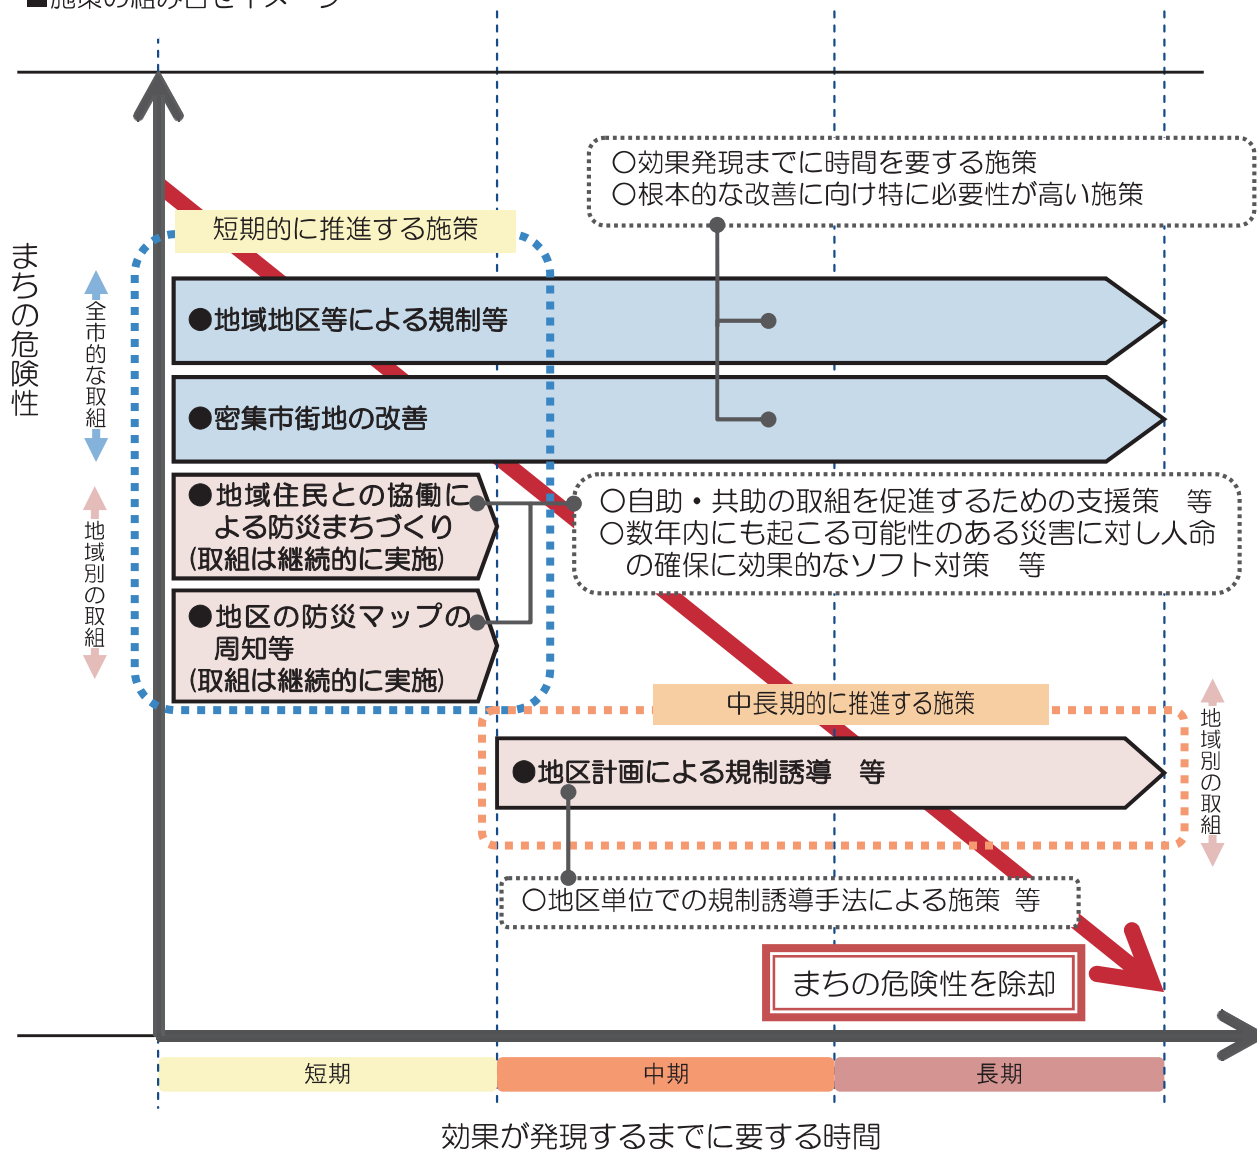 ■施策の組み合せイメージ
○効果発現までに時間を要する施策
○根本的な改善に向け特に必要性が高い施策
短期的に推進する施策
まちの危険性
全市的な取組
●地域地区等による規制等
●密集市街地の改善
地域別の取組
●地域住民との協働に
よる防災まちづくり
(取組は継続的に実施)
○自助・共助の取組を促進するための支援策　等
○数年内にも起こる可能性のある災害に対し人命
の確保に効果的なソフト対策　等
●地区の防災マップの
周知等
(取組は継続的に実施)
中長期的に推進する施策
●地区計画による規制誘導　等
地域別の取組
○地区単位での規制誘導手法による施策 等
まちの危険性を除却
短期
中期
長期
効果が発現するまでに要する時間